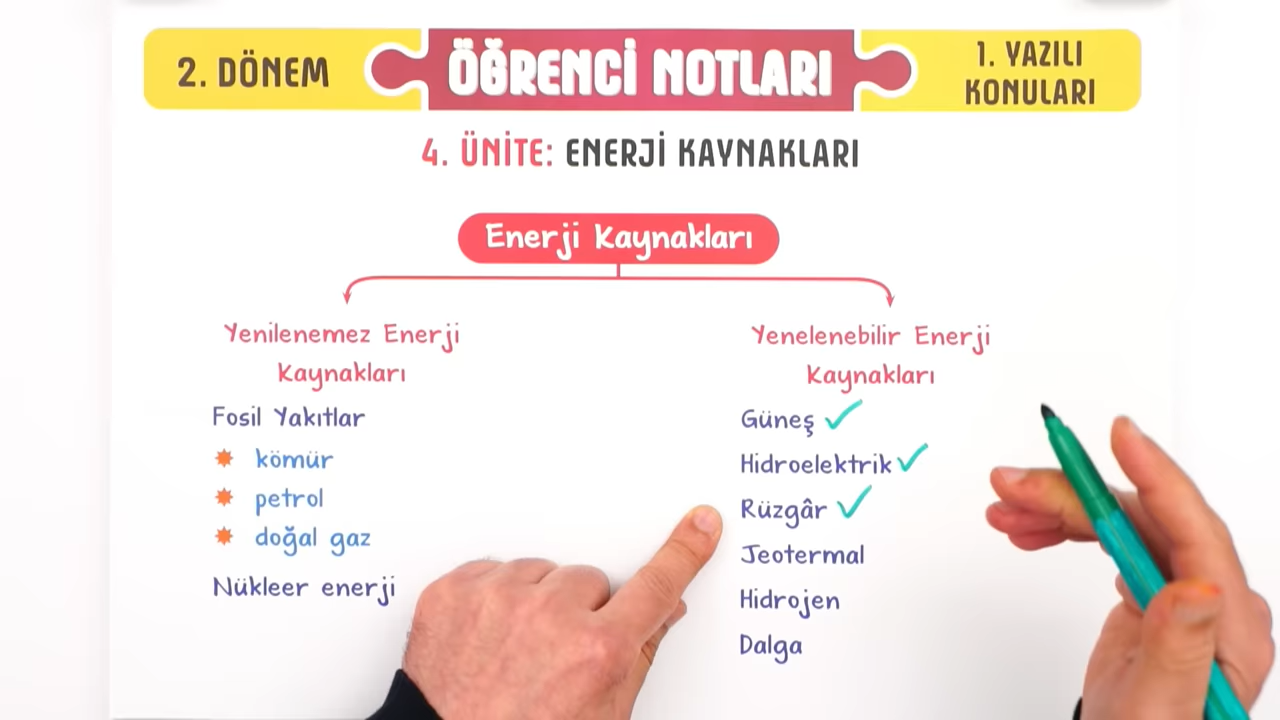 2. DÖNEM
ÖĞRENCİ NOTLARI
1. YAZILI
KONULARI
4. ÜNİTE: ENERJİ KAYNAKLARI
Enerji Kaynakları
Yenilenemez Enerji
Kaynakları
Fosil Yakıtlar
kömür
petrol
doğal gaz
Nükleer enerji
Yenelenebilir Enerji
Kaynakları
Güneş
Hidroelektrik
Rüzgâr
Jeotermal
Hidrojen
Dalga